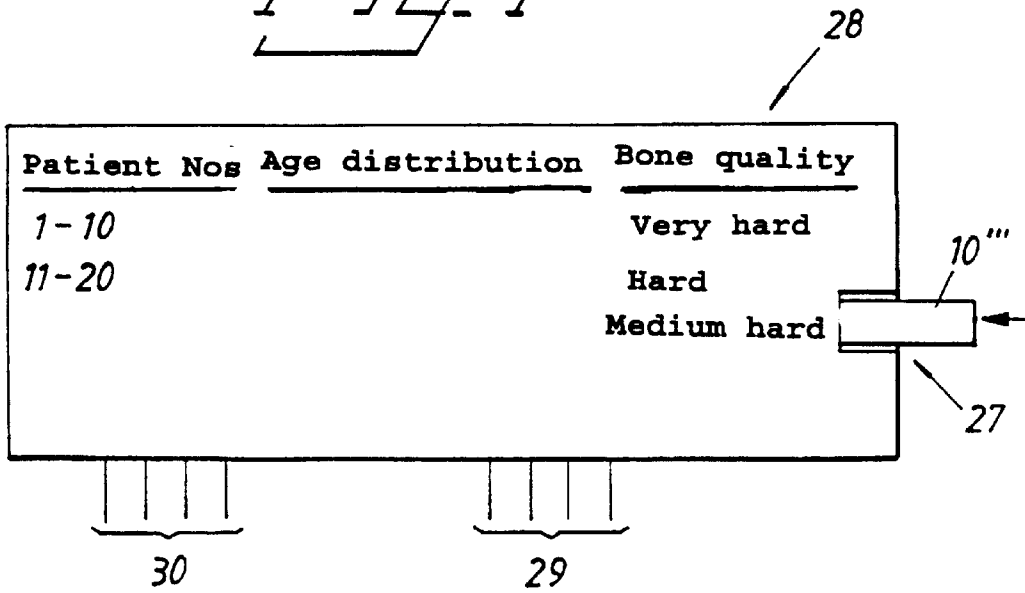 28
Patient Nos Age distribution Bone quality
1-10 Very hard
11-20 Hard
10'''
Medium hard
27
30 29